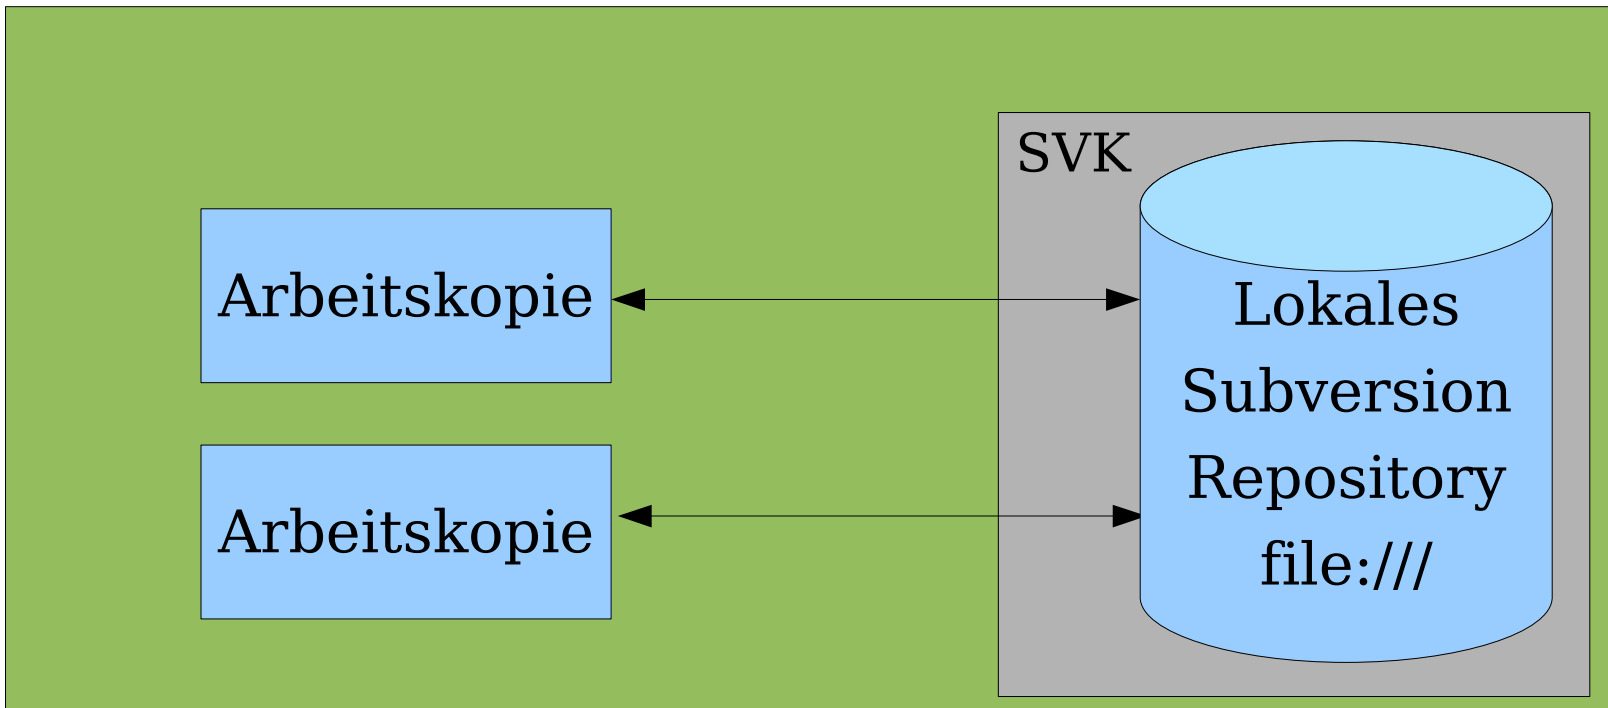 SVK
Arbeitskopie
Arbeitskopie
Lokales
Subversion
Repository
file:///